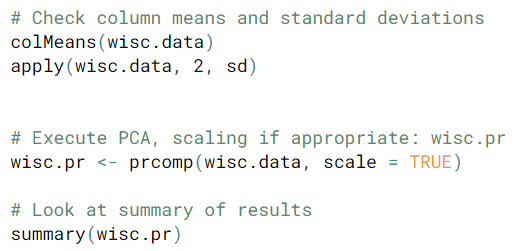 # Check column means and standard deviations
colMeans(wisc.data)
apply(wisc.data, 2, sd)
# Execute PCA, scaling if appropriate: wisc.pr
wisc.pr <- prcomp(wisc.data, scale = TRUE)
# Look at summary of results
summary(wisc.pr)